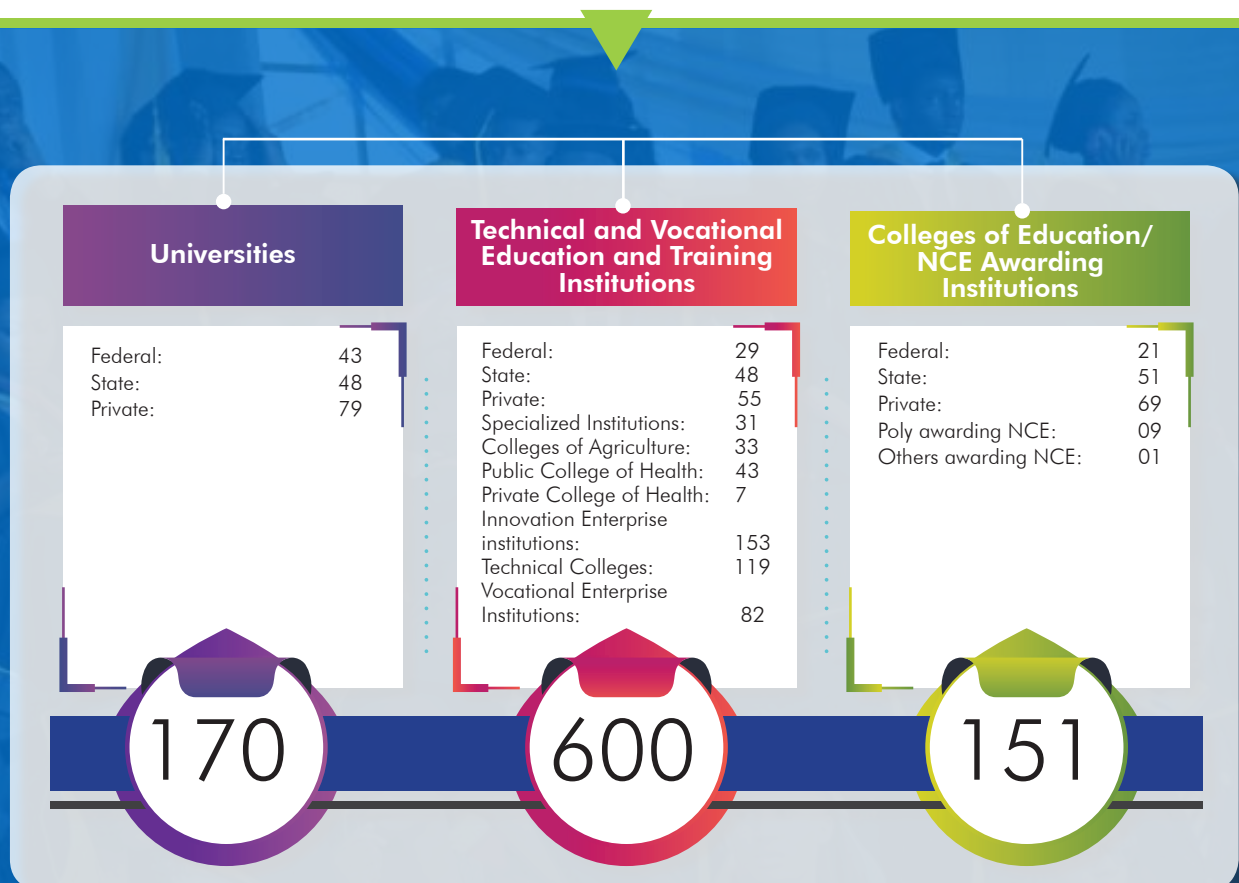 Universities
Federal: 43
State: 48
Private: 79
170
Technical and Vocational
Education and Training
Institutions
Federal: 29
State: 48
Private: 55
Specialized Institutions: 31
Colleges of Agriculture: 33
Public College of Health: 43
Private College of Health: 7
Innovation Enterprise
institutions: 153
Technical Colleges: 119
Vocational Enterprise
Institutions: 82
600
Colleges of Education/
NCE Awarding
Institutions
Federal: 21
State: 51
Private: 69
Poly awarding NCE: 09
Others awarding NCE: 01
151